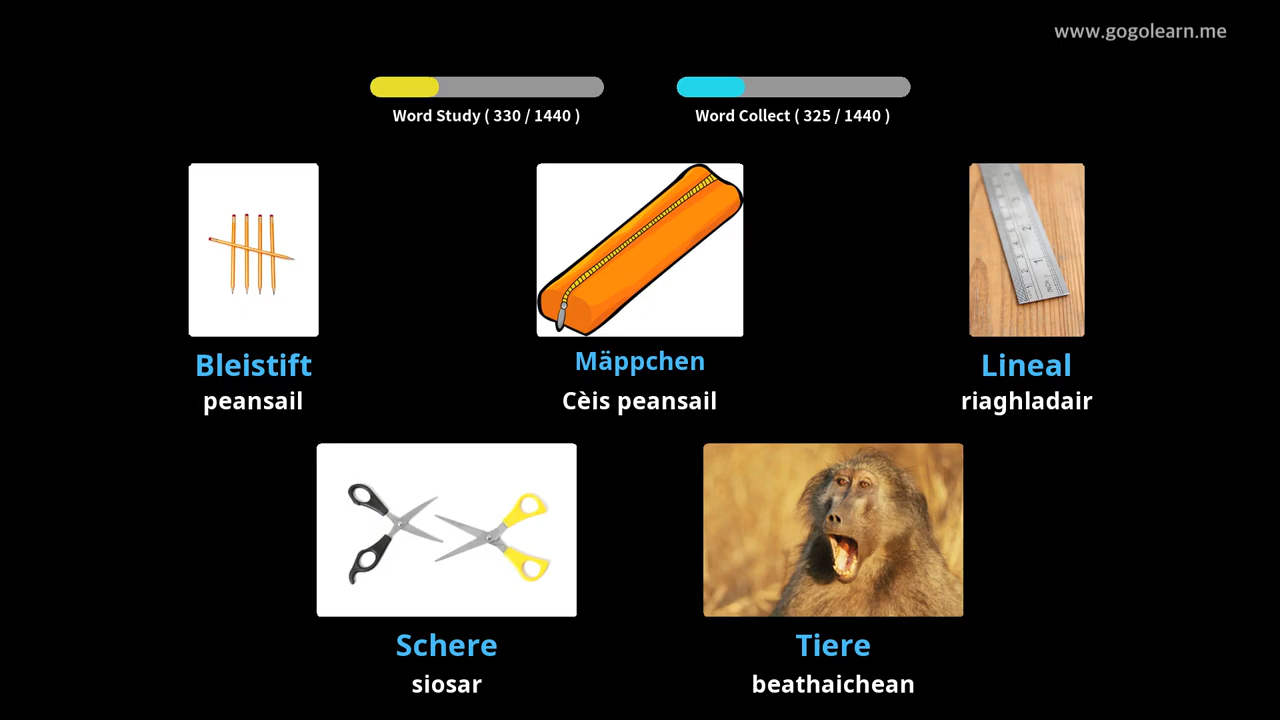 www.gogolearn.me
Word Study ( 330 / 1440 )
Word Collect ( 325 / 1440 )
Bleistift
peansail
Mäppchen
Cèis peansail
Lineal
riaghladair
Schere
siosar
Tiere
beathaichean